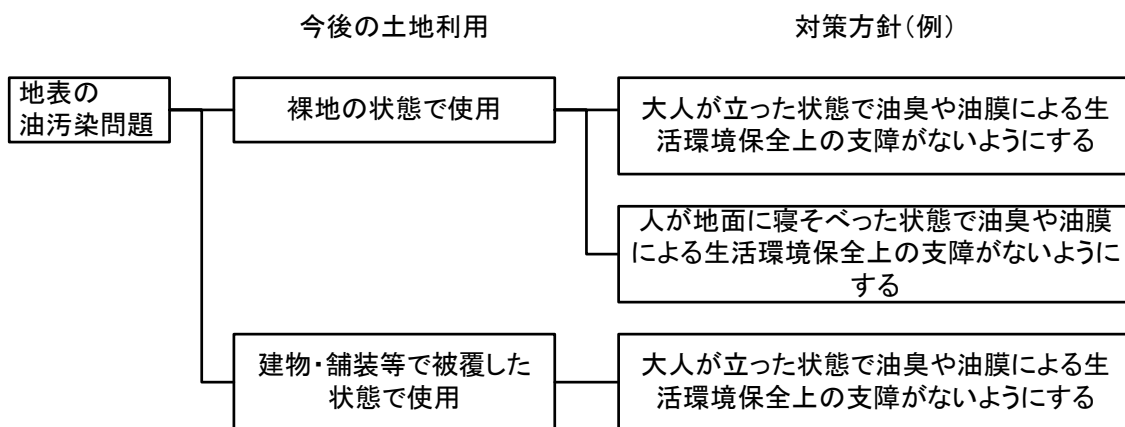 今後の土地利用
対策方針(例)
地表の
油汚染問題
裸地の状態で使用
大人が立った状態で油臭や油膜による生
活環境保全上の支障がないようにする
人が地面に寝そべった状態で油臭や油膜
による生活環境保全上の支障がないように
する
建物・舗装等で被覆した
状態で使用
大人が立った状態で油臭や油膜による生
活環境保全上の支障がないようにする